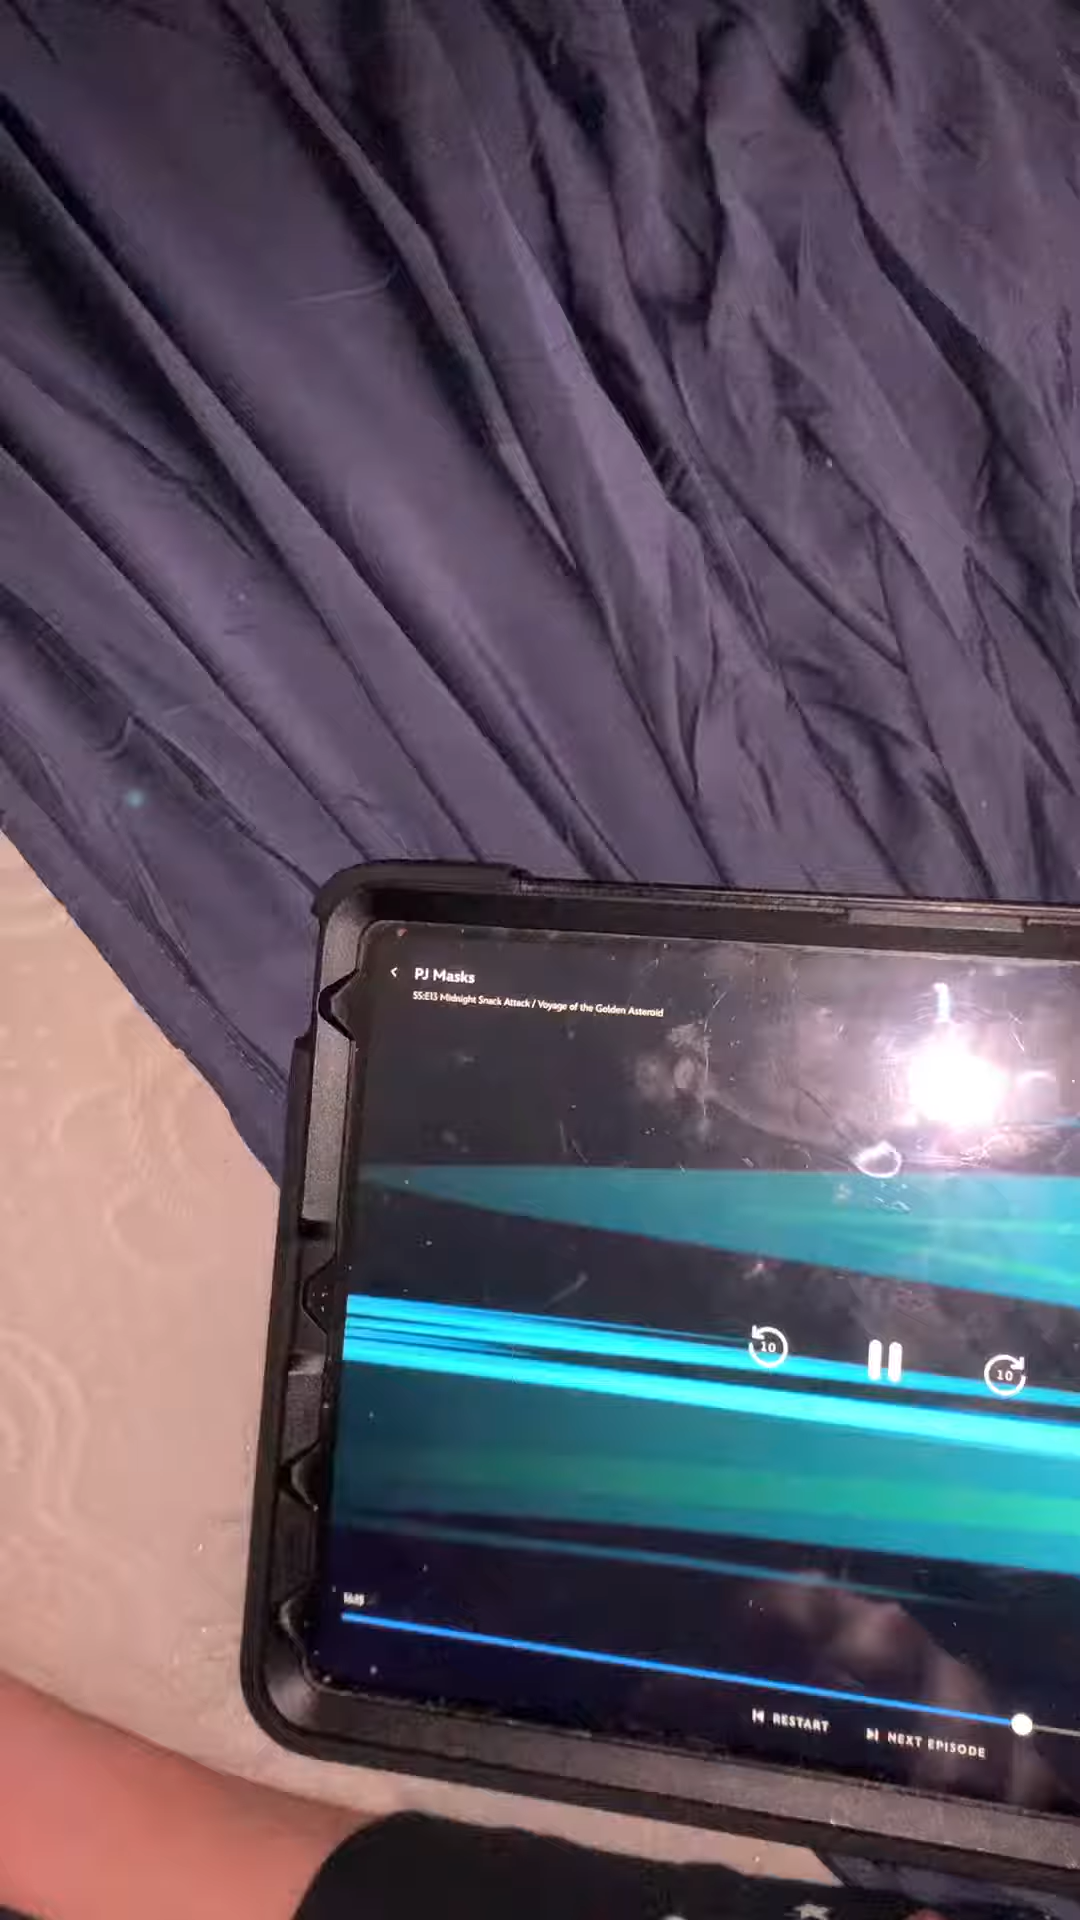 PJ Masks
S5:E13 Midnight Snack Attack / Voyage of the Golden Asteroid
10
10
RESTART
NEXT EPISODE